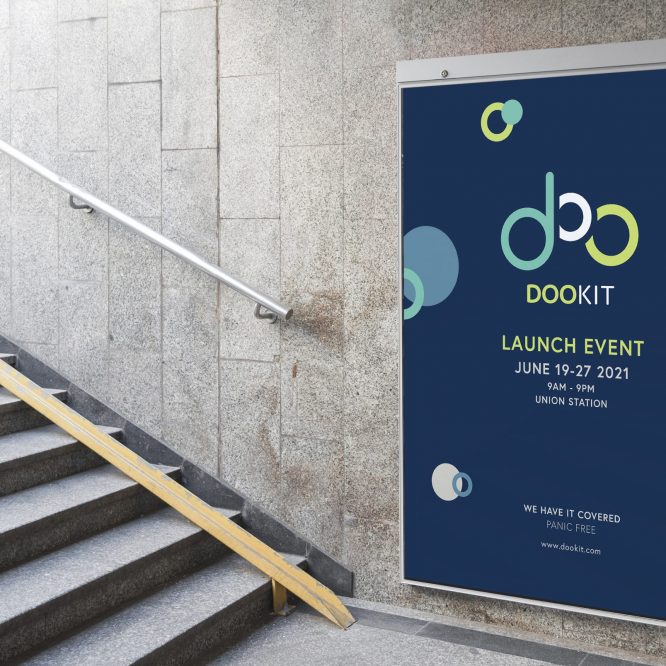 doo
DOOKIT
LAUNCH EVENT
JUNE 19-27 2021
9AM - 9PM
UNION STATION
WE HAVE IT COVERED
PANIC FREE
www.dookit.com